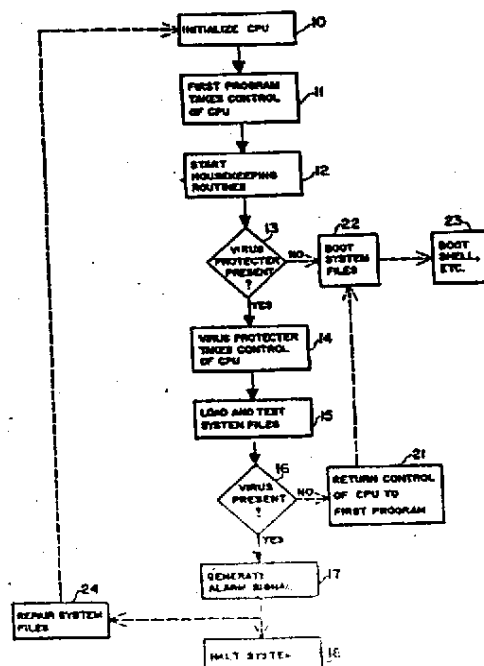 INITIALIZE CPU
10
FIRST PROGRAM
TAKES CONTROL
OF CPU
11
START
HOUSEKEEPING
ROUTINES
12
13
VIRUS
PROTECTER
PRESENT
?
NO
YES
22
BOOT
SYSTEM
FILES
23
BOOT
SHELL,
ETC.
VIRUS PROTECTER
TAKES CONTROL
OF CPU
14
LOAD AND TEST
SYSTEM FILES
15
16
VIRUS
PRESENT
?
NO
YES
21
RETURN CONTROL
OF CPU TO
FIRST PROGRAM
GENERATE
ALARM SIGNAL
17
24
REPAIR SYSTEM
FILES
HALT SYSTEM
18